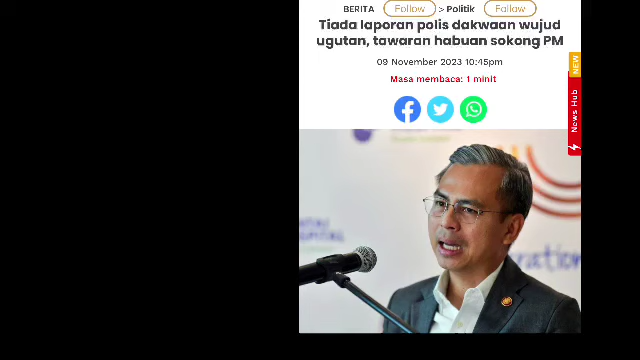 BERITA Follow > Politik Follow
Tiada laporan polis dakwaan wujud
ugutan, tawaran habuan sokong PM
09 November 2023 10:45pm
Masa membaca: 1 minit
NEW
News Hub